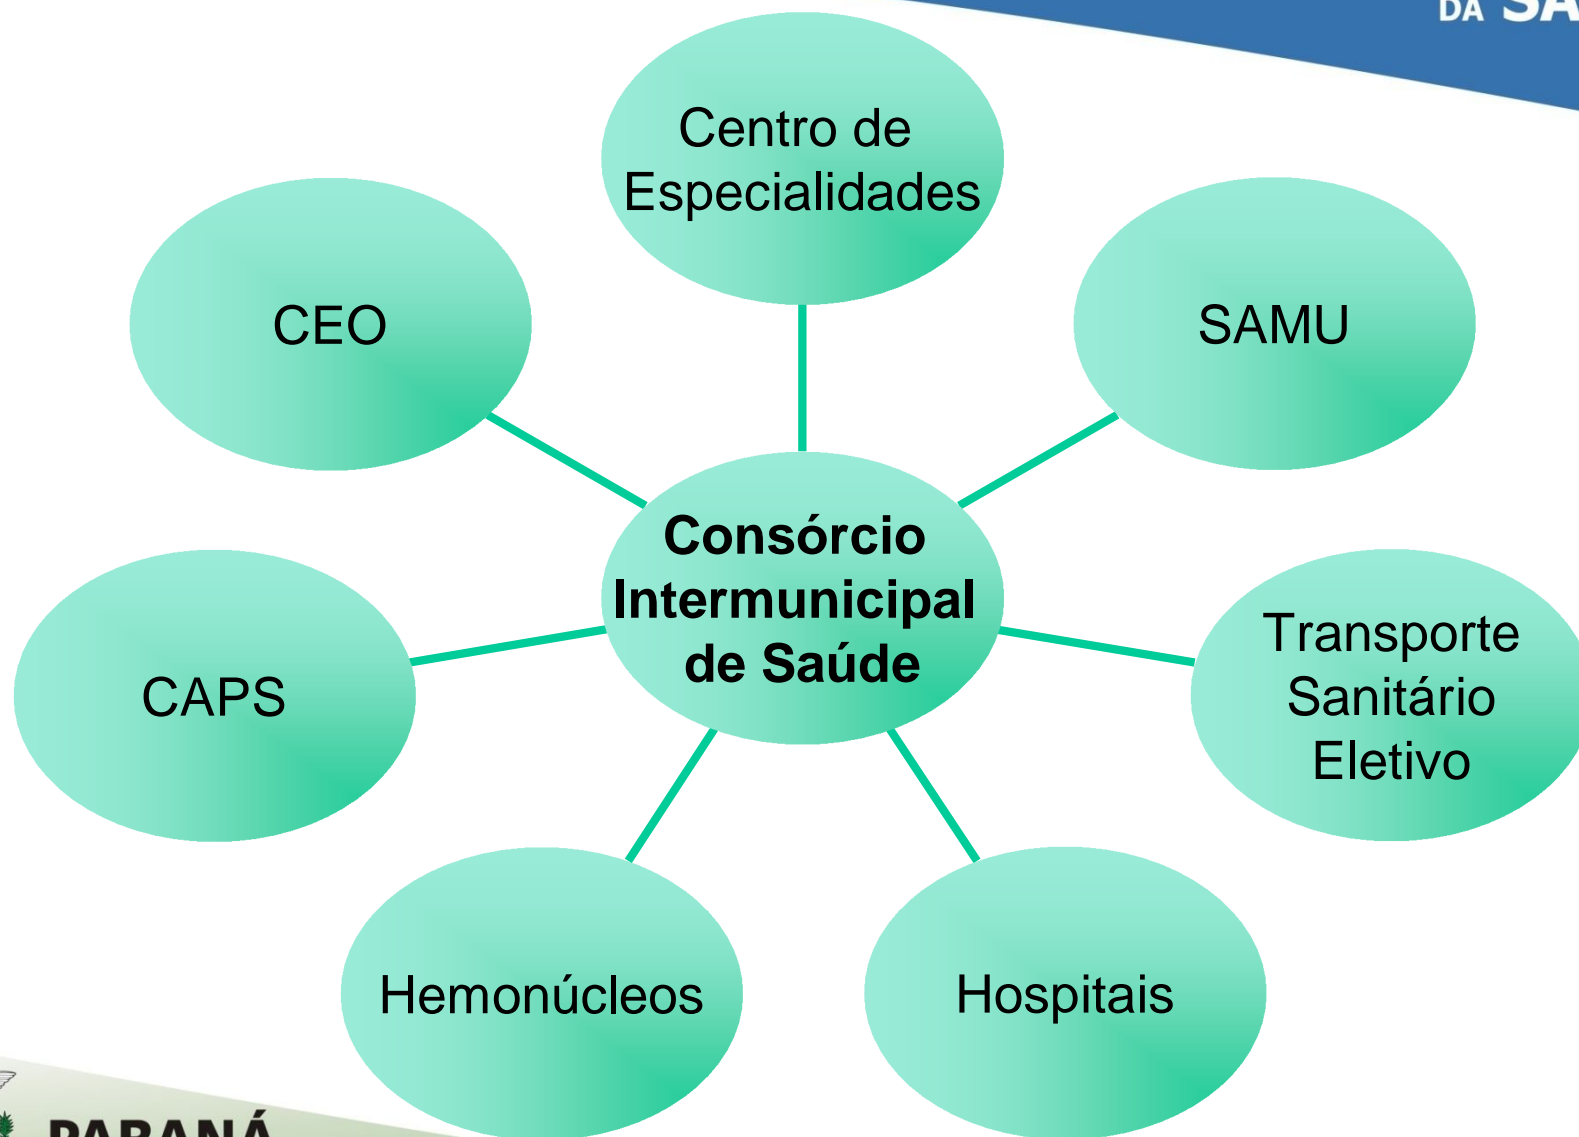 DA
Centro de
Especialidades
CEO
SAMU
Consórcio
Intermunicipal
de Saúde
CAPS
Transporte
Sanitário
Eletivo
Hemonúcleos
Hospitais
PARANÁ